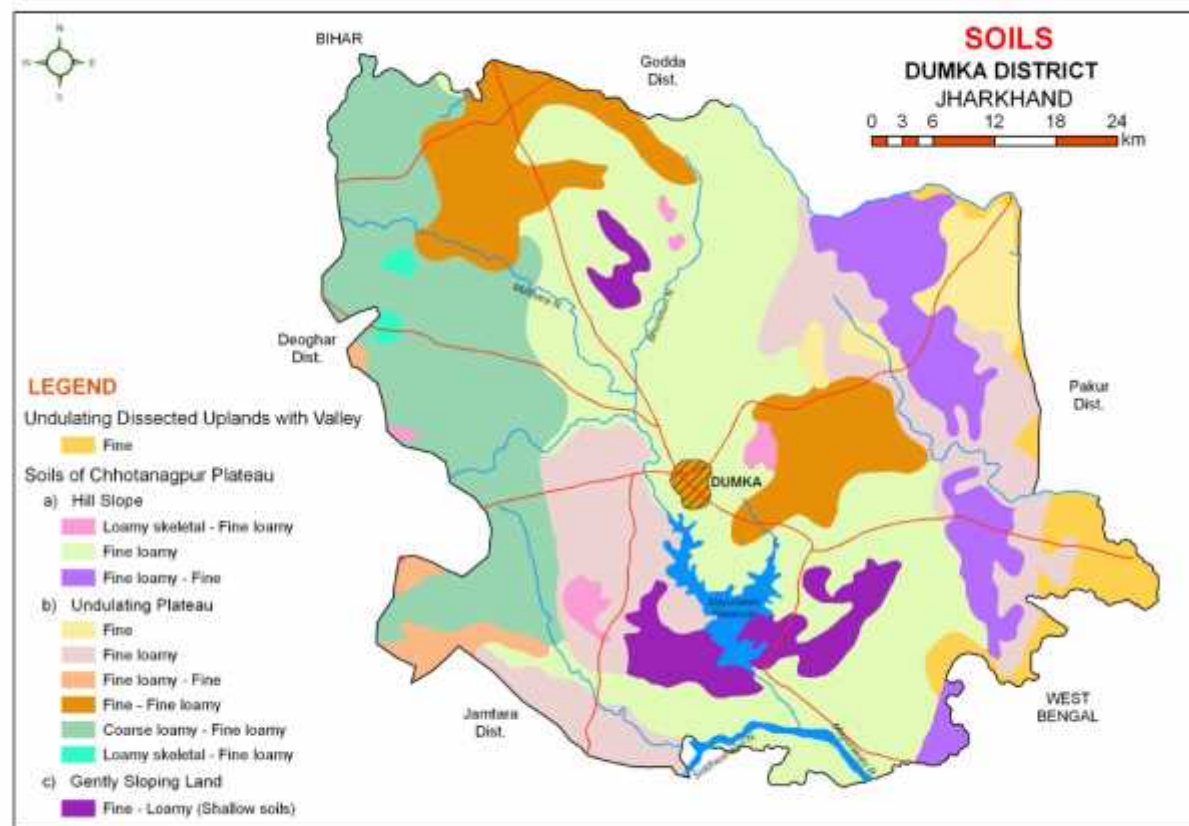 N
W E
S
BIHAR
Godda
Dist.
SOILS
DUMKA DISTRICT
JHARKHAND
0 3 6 12 18 24
km
Deoghar
Dist.
Pakur
Dist.
DUMKA
WEST
BENGAL
Jamtara
Dist.
LEGEND
Undulating Dissected Uplands with Valley
Fine
Soils of Chhotanagpur Plateau
a) Hill Slope
Loamy skeletal - Fine loamy
Fine loamy
Fine loamy - Fine
b) Undulating Plateau
Fine
Fine loamy
Fine loamy - Fine
Fine - Fine loamy
Coarse loamy - Fine loamy
Loamy skeletal - Fine loamy
c) Gently Sloping Land
Fine - Loamy (Shallow soils)